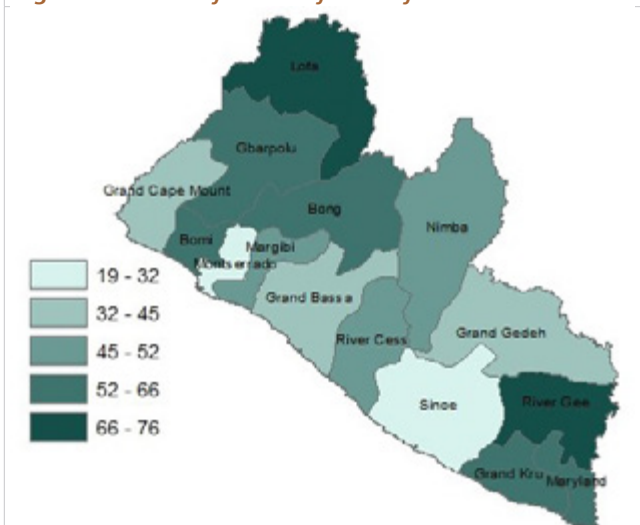 Lofa
Gbarpolu
Grand Cape Mount
Bong
Nimba
Bomi
Margibi
Montserrado
Grand Bassa
River Cess
Grand Gedeh
Sinoe
River Gee
Grand Kru
Maryland
19 - 32
32 - 45
45 - 52
52 - 66
66 - 76